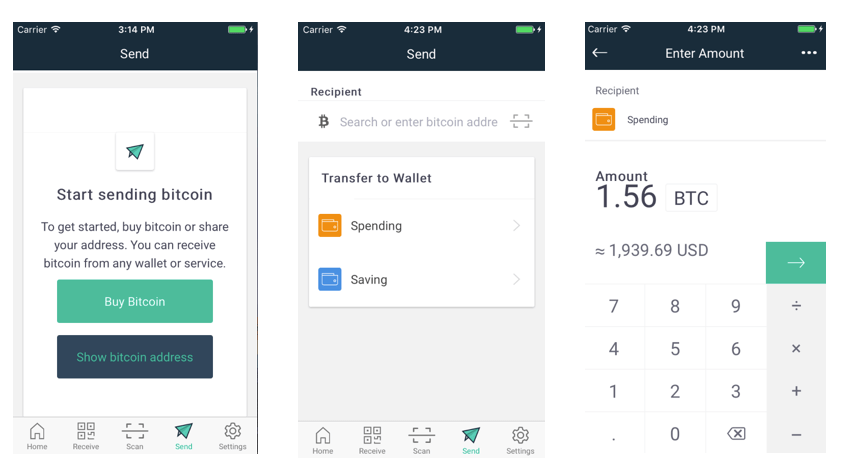 Carrier 3:14 PM
Send
Start sending bitcoin
To get started, buy bitcoin or share
your address. You can receive
bitcoin from any wallet or service.
Buy Bitcoin
Show bitcoin address
Home Receive Scan Send Settings
Carrier 4:23 PM
Send
Recipient
Search or enter bitcoin addre
Transfer to Wallet
Spending
Saving
Home Receive Scan Send Settings
Carrier 4:23 PM
Enter Amount
Recipient
Spending
Amount
1.56 BTC
≈ 1,939.69 USD
7 8 9 ÷
4 5 6 ×
1 2 3 +
. 0 −